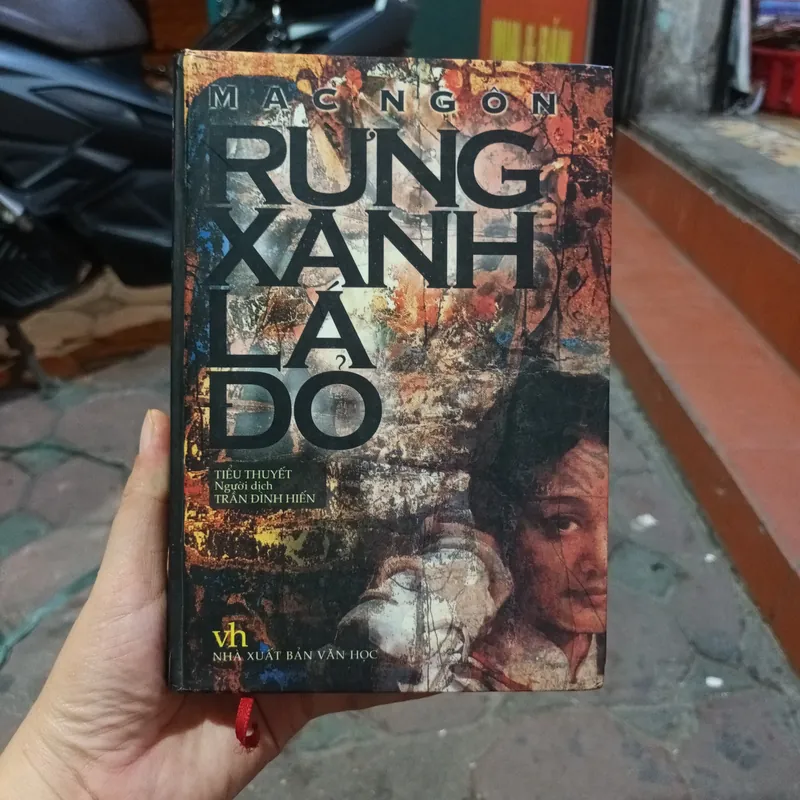 MẠC NGÔN
RỪNG
XANH
LÁ
ĐỎ
TIỂU THUYẾT
Người dịch
TRẦN ĐÌNH HIẾN
vh
NHÀ XUẤT BẢN VĂN HỌC